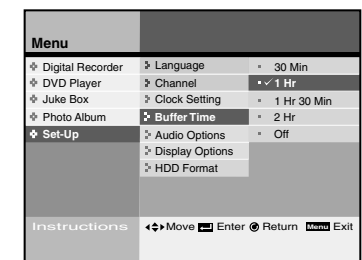 Menu
Digital Recorder
DVD Player
Juke Box
Photo Album
Set-Up
Language
Channel
Clock Setting
Buffer Time
Audio Options
Display Options
HDD Format
30 Min
1 Hr
1 Hr 30 Min
2 Hr
Off
Instructions
Move Enter Return Menu Exit